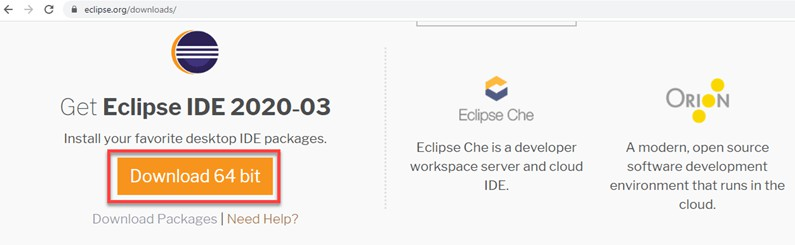 eclipse.org/downloads/
Get Eclipse IDE 2020-03
Install your favorite desktop IDE packages.
Download 64 bit
Download Packages | Need Help?
Eclipse Che
Eclipse Che is a developer
workspace server and cloud
IDE.
ORION
A modern, open source
software development
environment that runs in the
cloud.